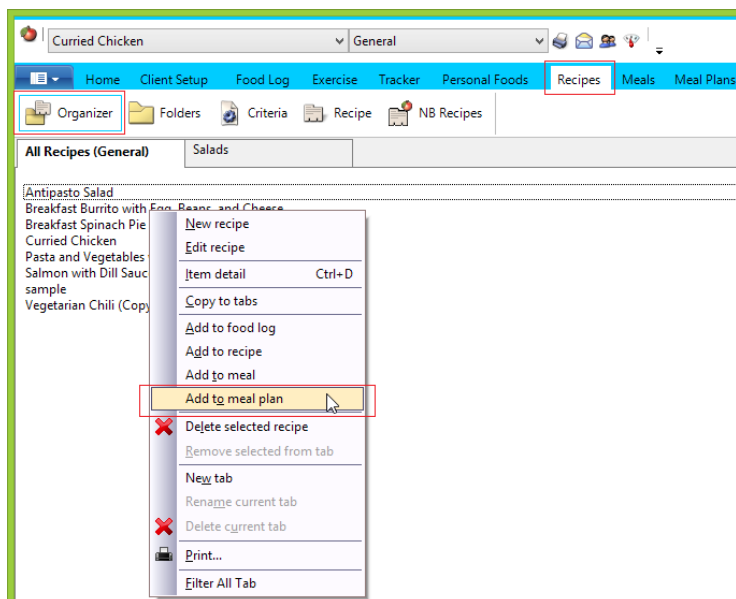 Curried Chicken General
Home Client Setup Food Log Exercise Tracker Personal Foods Recipes Meals Meal Plans
Organizer Folders Criteria Recipe NB Recipes
All Recipes (General) Salads
Antipasto Salad
Breakfast Burrito with Egg, Beans, and Cheese
Breakfast Spinach Pie
Curried Chicken
Pasta and Vegetables
Salmon with Dill Sauc
sample
Vegetarian Chili (Copy
New recipe
Edit recipe
Item detail Ctrl+D
Copy to tabs
Add to food log
Add to recipe
Add to meal
Add to meal plan
Delete selected recipe
Remove selected from tab
New tab
Rename current tab
Delete current tab
Print...
Filter All Tab